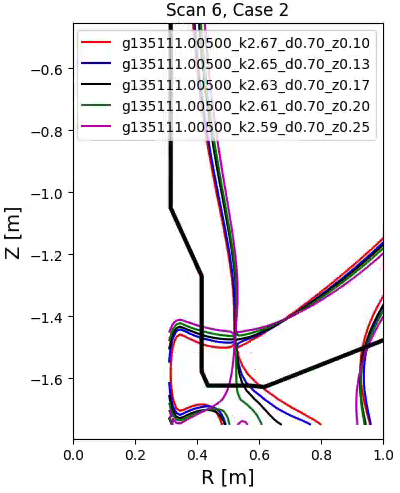 Scan 6, Case 2
g135111.00500_k2.67_d0.70_z0.10
g135111.00500_k2.65_d0.70_z0.13
g135111.00500_k2.63_d0.70_z0.17
g135111.00500_k2.61_d0.70_z0.20
g135111.00500_k2.59_d0.70_z0.25
−0.6
−0.8
−1.0
−1.2
−1.4
−1.6
Z [m]
0.0 0.2 0.4 0.6 0.8 1.0
R [m]